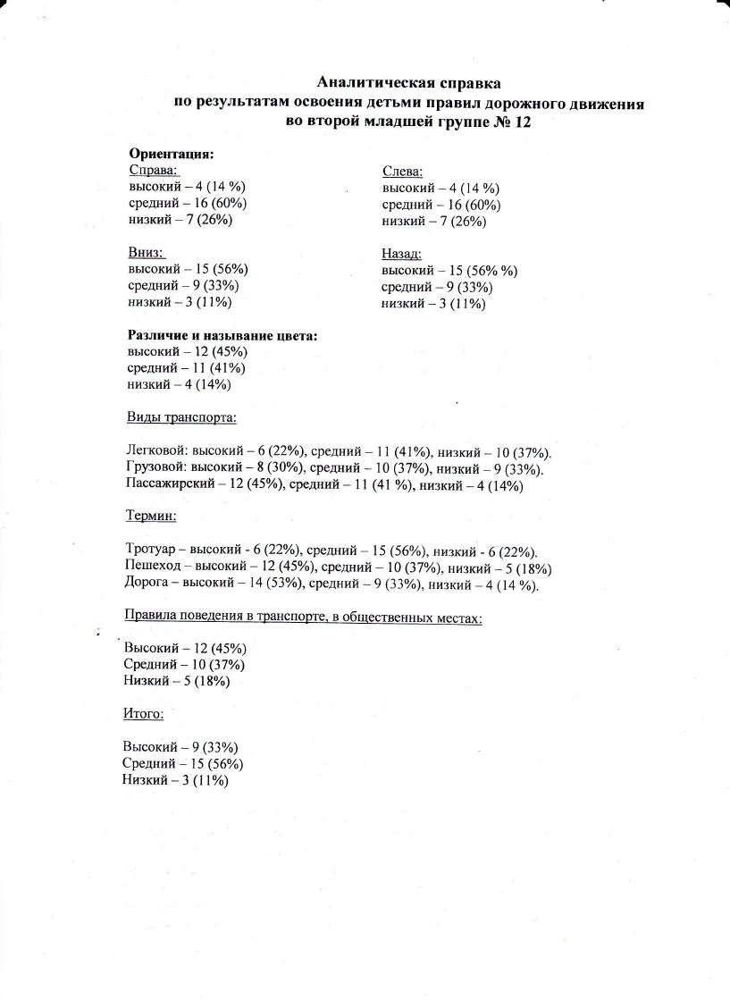 Аналитическая справка
по результатам освоения детьми правил дорожного движения
во второй младшей группе № 12
Ориентация:
Справа:
высокий – 4 (14 %)
средний – 16 (60%)
низкий – 7 (26%)
Слева:
высокий – 4 (14 %)
средний – 16 (60%)
низкий – 7 (26%)
Вниз:
высокий – 15 (56%)
средний – 9 (33%)
низкий – 3 (11%)
Назад:
высокий – 15 (56% %)
средний – 9 (33%)
низкий – 3 (11%)
Различие и называние цвета:
высокий – 12 (45%)
средний – 11 (41%)
низкий – 4 (14%)
Виды транспорта:
Легковой: высокий – 6 (22%), средний – 11 (41%), низкий – 10 (37%).
Грузовой: высокий – 8 (30%), средний – 10 (37%), низкий – 9 (33%).
Пассажирский – 12 (45%), средний – 11 (41 %), низкий – 4 (14%)
Термин:
Тротуар – высокий - 6 (22%), средний – 15 (56%), низкий - 6 (22%).
Пешеход – высокий – 12 (45%), средний – 10 (37%), низкий – 5 (18%)
Дорога – высокий – 14 (53%), средний – 9 (33%), низкий – 4 (14 %).
Правила поведения в транспорте, в общественных местах:
Высокий – 12 (45%)
Средний – 10 (37%)
Низкий – 5 (18%)
Итого:
Высокий – 9 (33%)
Средний – 15 (56%)
Низкий – 3 (11%)